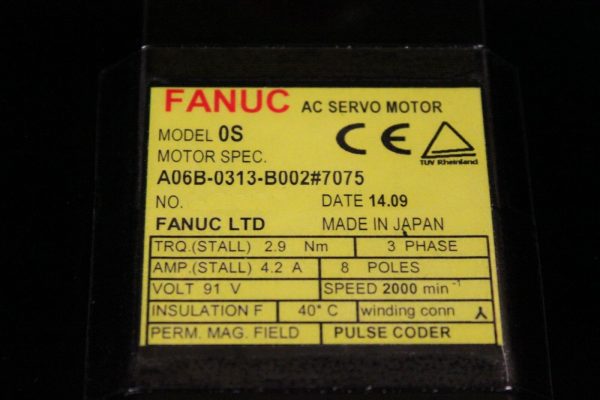 FANUC AC SERVO MOTOR
MODEL 0S
CE
MOTOR SPEC.
TUV Rheinland
A06B-0313-B002#7075
NO. DATE 14.09
FANUC LTD MADE IN JAPAN
TRQ.(STALL) 2.9 Nm 3 PHASE
AMP.(STALL) 4.2 A 8 POLES
VOLT 91 V SPEED 2000 min⁻¹
INSULATION F 40° C winding conn
PERM. MAG. FIELD PULSE CODER